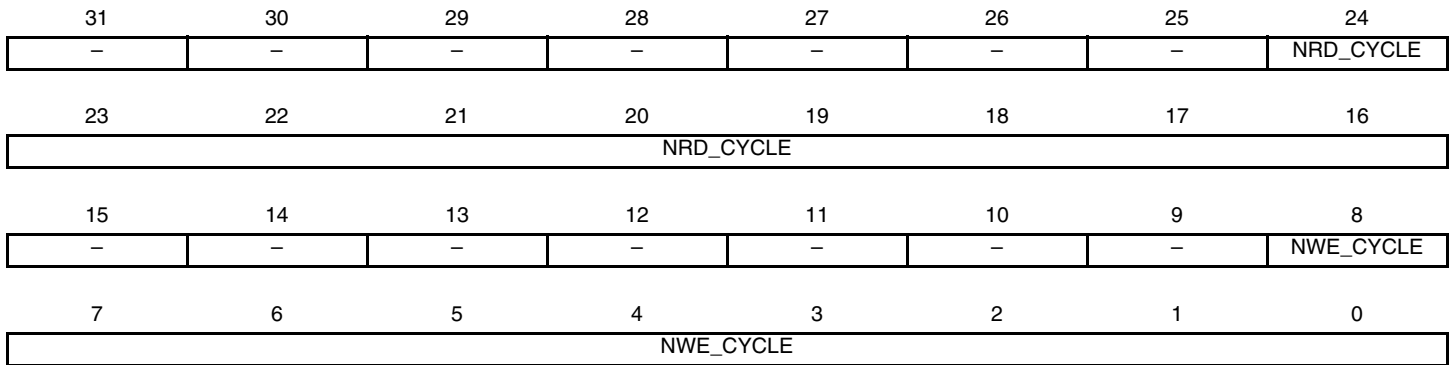 31 30 29 28 27 26 25 24
– – – – – – – NRD_CYCLE
23 22 21 20 19 18 17 16
NRD_CYCLE
15 14 13 12 11 10 9 8
– – – – – – – NWE_CYCLE
7 6 5 4 3 2 1 0
NWE_CYCLE